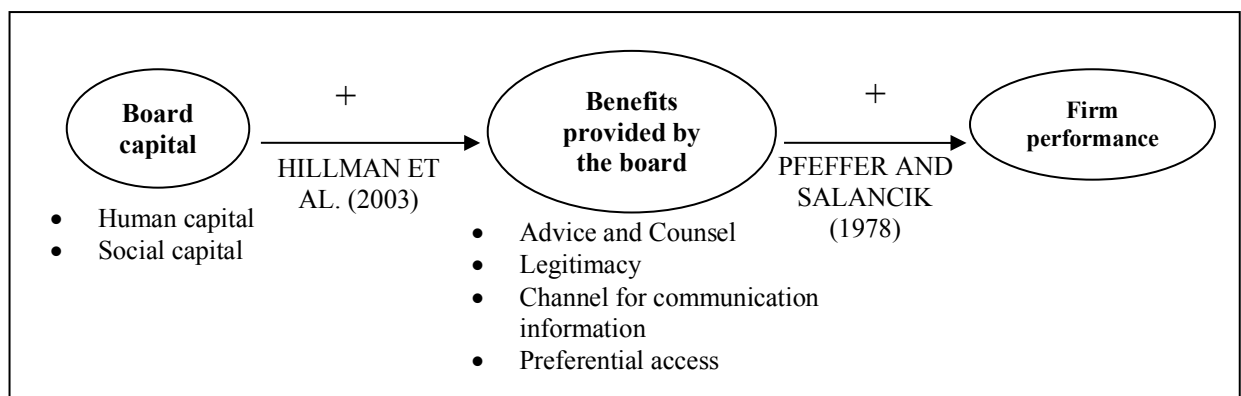 Board
capital
• Human capital
• Social capital
+
HILLMAN ET
AL. (2003)
Benefits
provided by
the board
• Advice and Counsel
• Legitimacy
• Channel for communication
information
• Preferential access
+
PFEFFER AND
SALANCIK
(1978)
Firm
performance